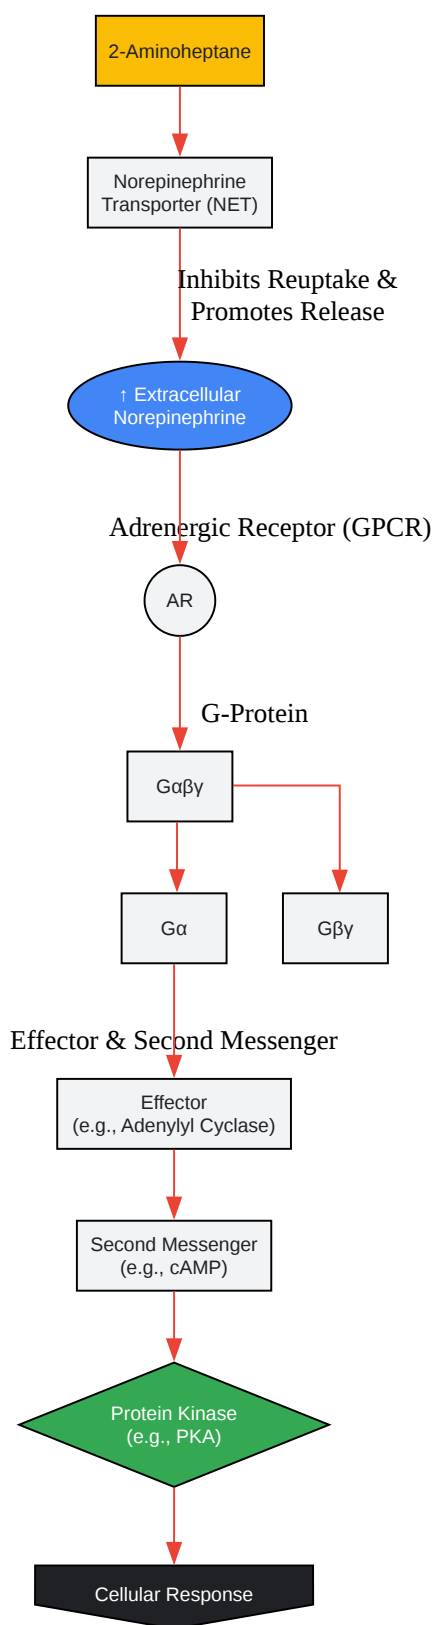 2-Aminoheptane
Norepinephrine
Transporter (NET)
Inhibits Reuptake &
Promotes Release
↑ Extracellular
Norepinephrine
Adrenergic Receptor (GPCR)
AR
G-Protein
Gαβγ
Gα
Gβγ
Effector & Second Messenger
Effector
(e.g., Adenylyl Cyclase)
Second Messenger
(e.g., cAMP)
Protein Kinase
(e.g., PKA)
Cellular Response